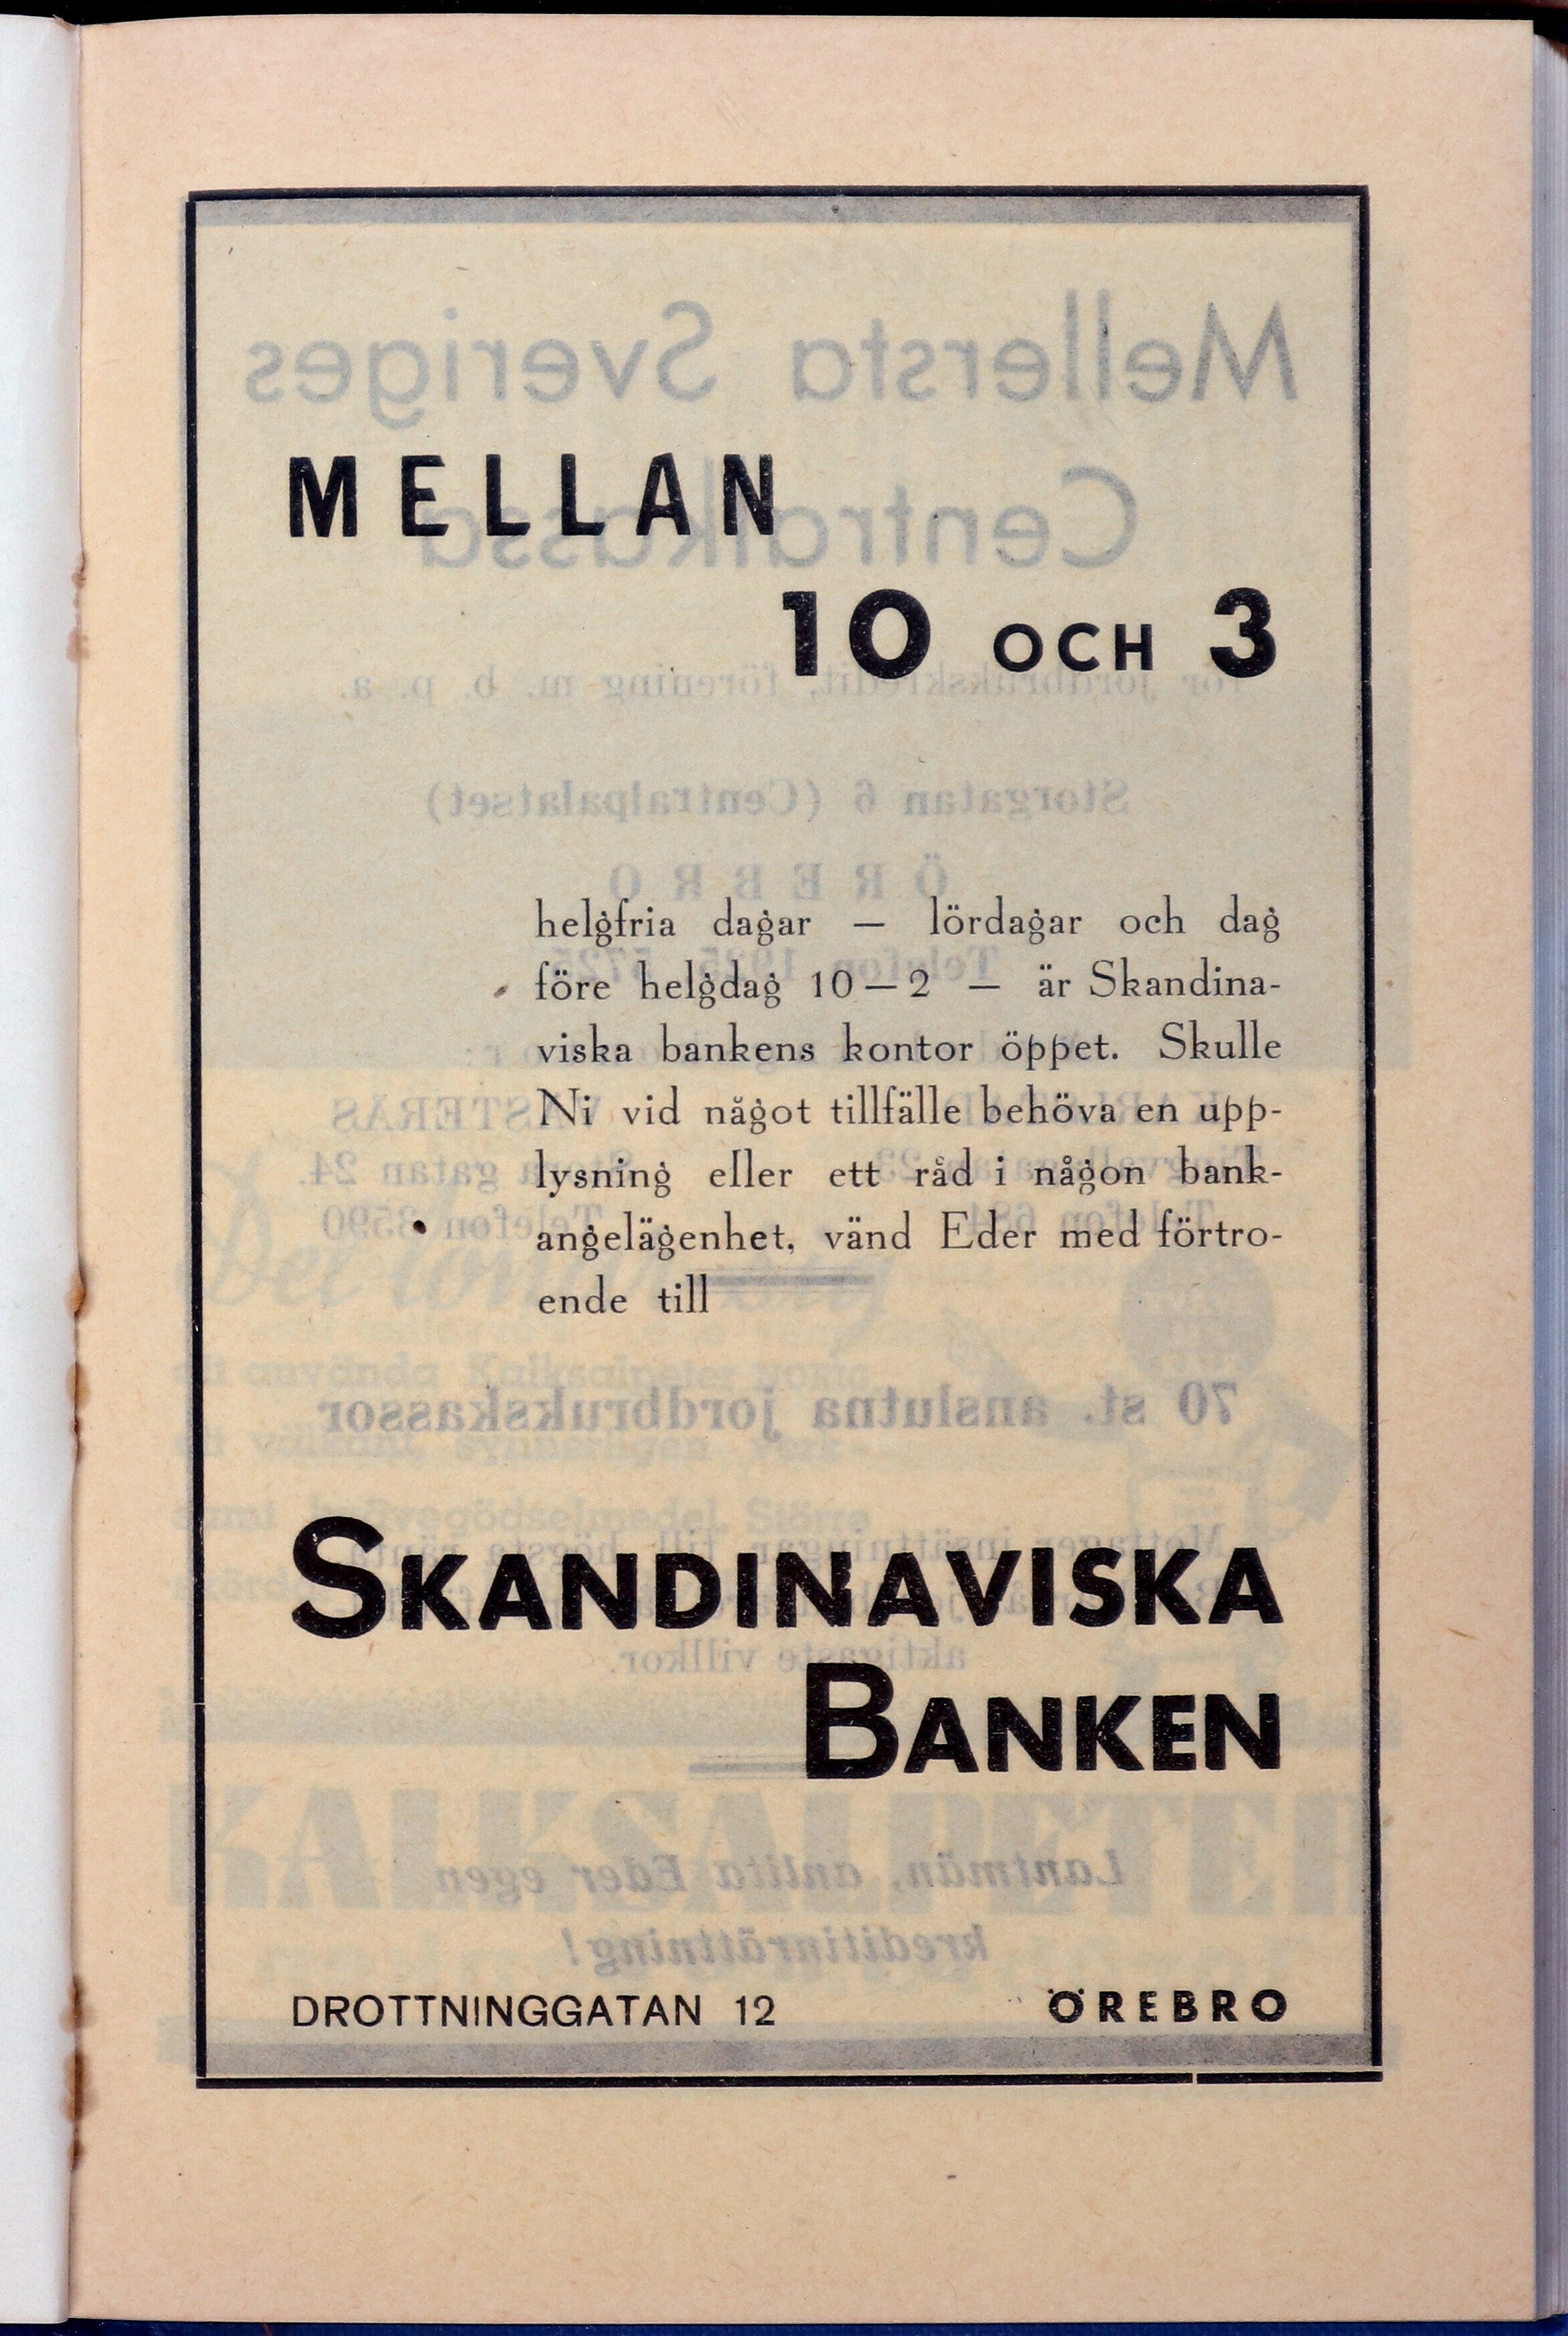 MELLAN
10 OCH 3
helgfria dagar — lördagar och dag
före helgdag 10—2 — är Skandina-
viska bankens kontor öppet. Skulle
Ni vid något tillfälle behöva en upp-
lysning eller ett råd i någon bank-
angelägenhet, vänd Eder med förtro-
ende till
SKANDINAVISKA
BANKEN
DROTTNINGGATAN 12 ÖREBRO